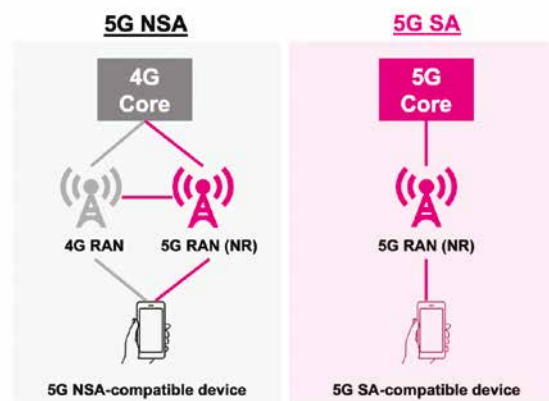 5G NSA
4G
Core
4G RAN
5G RAN (NR)
5G NSA-compatible device
5G SA
5G
Core
5G RAN (NR)
5G SA-compatible device